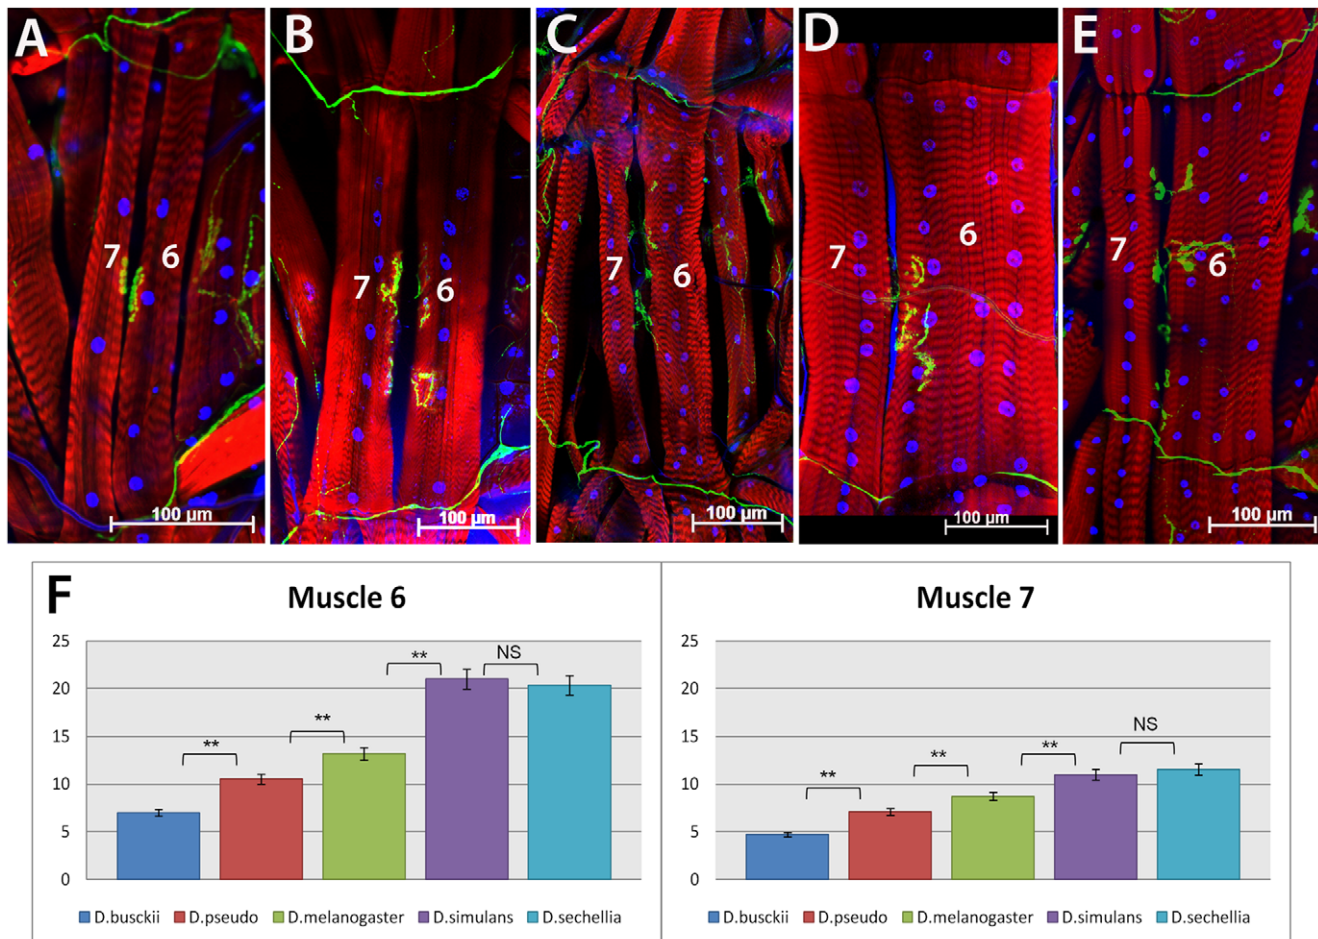 A B C D E
7 6
7 6
7 6
7 6
7 6
100 µm
100 µm
100 µm
100 µm
100 µm
F
Muscle 6
25
20
15
10
5
0
**
**
**
NS
D.busckii D.pseudo D.melanogaster D.simulans D.sechellia
Muscle 7
25
20
15
10
5
0
**
**
**
NS
D.busckii D.pseudo D.melanogaster D.simulans D.sechellia